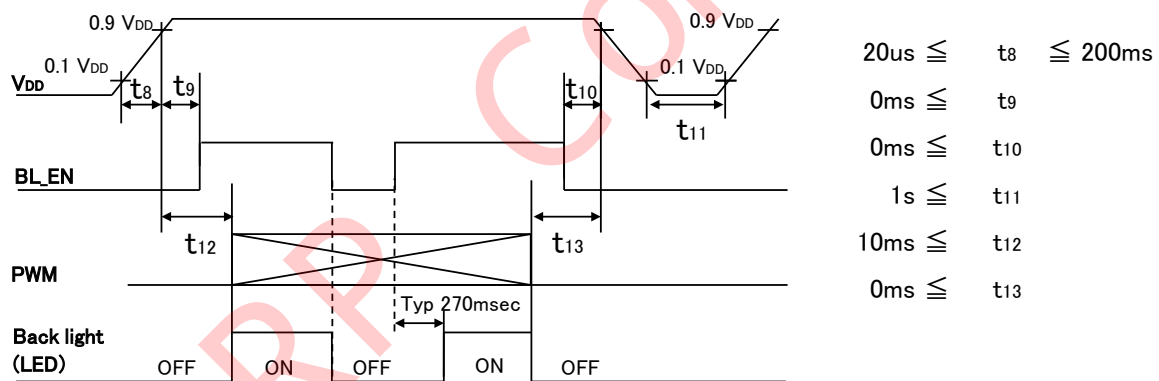 0.9 VDD
0.9 VDD
0.1 VDD
0.1 VDD
VDD
t8
t9
t10
t11
BL_EN
t12
t13
PWM
Typ 270msec
Back light
(LED)
OFF
ON
OFF
ON
OFF
20us ≦ t8 ≦ 200ms
0ms ≦ t9
0ms ≦ t10
1s ≦ t11
10ms ≦ t12
0ms ≦ t13
RP Co